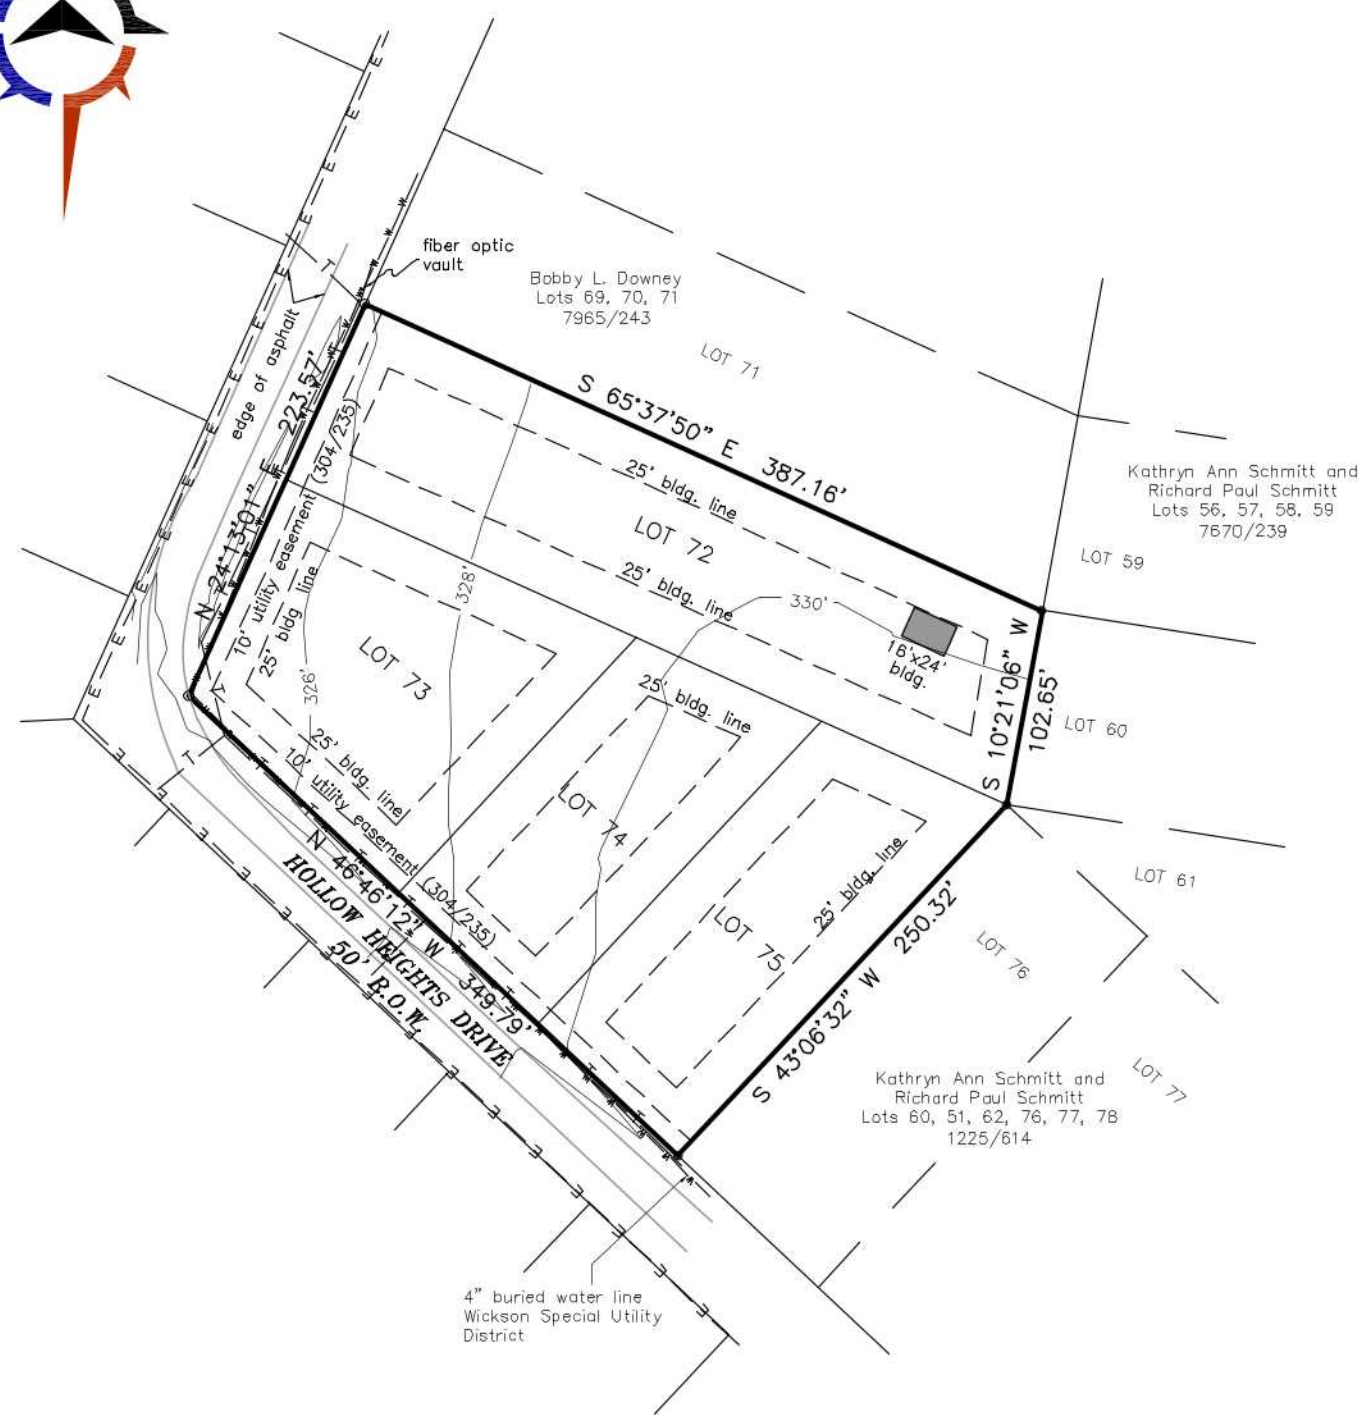 fiber optic
vault
Bobby L. Downey
Lots 69, 70, 71
7965/243
LOT 71
edge of asphalt
N 24°13'01" E 223.57'
10' utility easement (304/235)
S 65°37'50" E 387.16'
25' bldg. line
LOT 72
25' bldg. line
Kathryn Ann Schmitt and
Richard Paul Schmitt
Lots 56, 57, 58, 59
7670/239
LOT 59
328'
330'
25' bldg line
LOT 73
326'
18'x24'
bldg.
S 10°21'06" W
102.65'
LOT 60
25' bldg. line
25' bldg. line
10' utility easement (304/235)
LOT 74
25' bldg. line
LOT 75
LOT 61
LOT 76
LOT 77
N 46°46'12" W 349.79'
HOLLOW HEIGHTS DRIVE
50' R.O.W.
S 43°06'32" W 250.32'
Kathryn Ann Schmitt and
Richard Paul Schmitt
Lots 60, 51, 62, 76, 77, 78
1225/614
4" buried water line
Wickson Special Utility
District